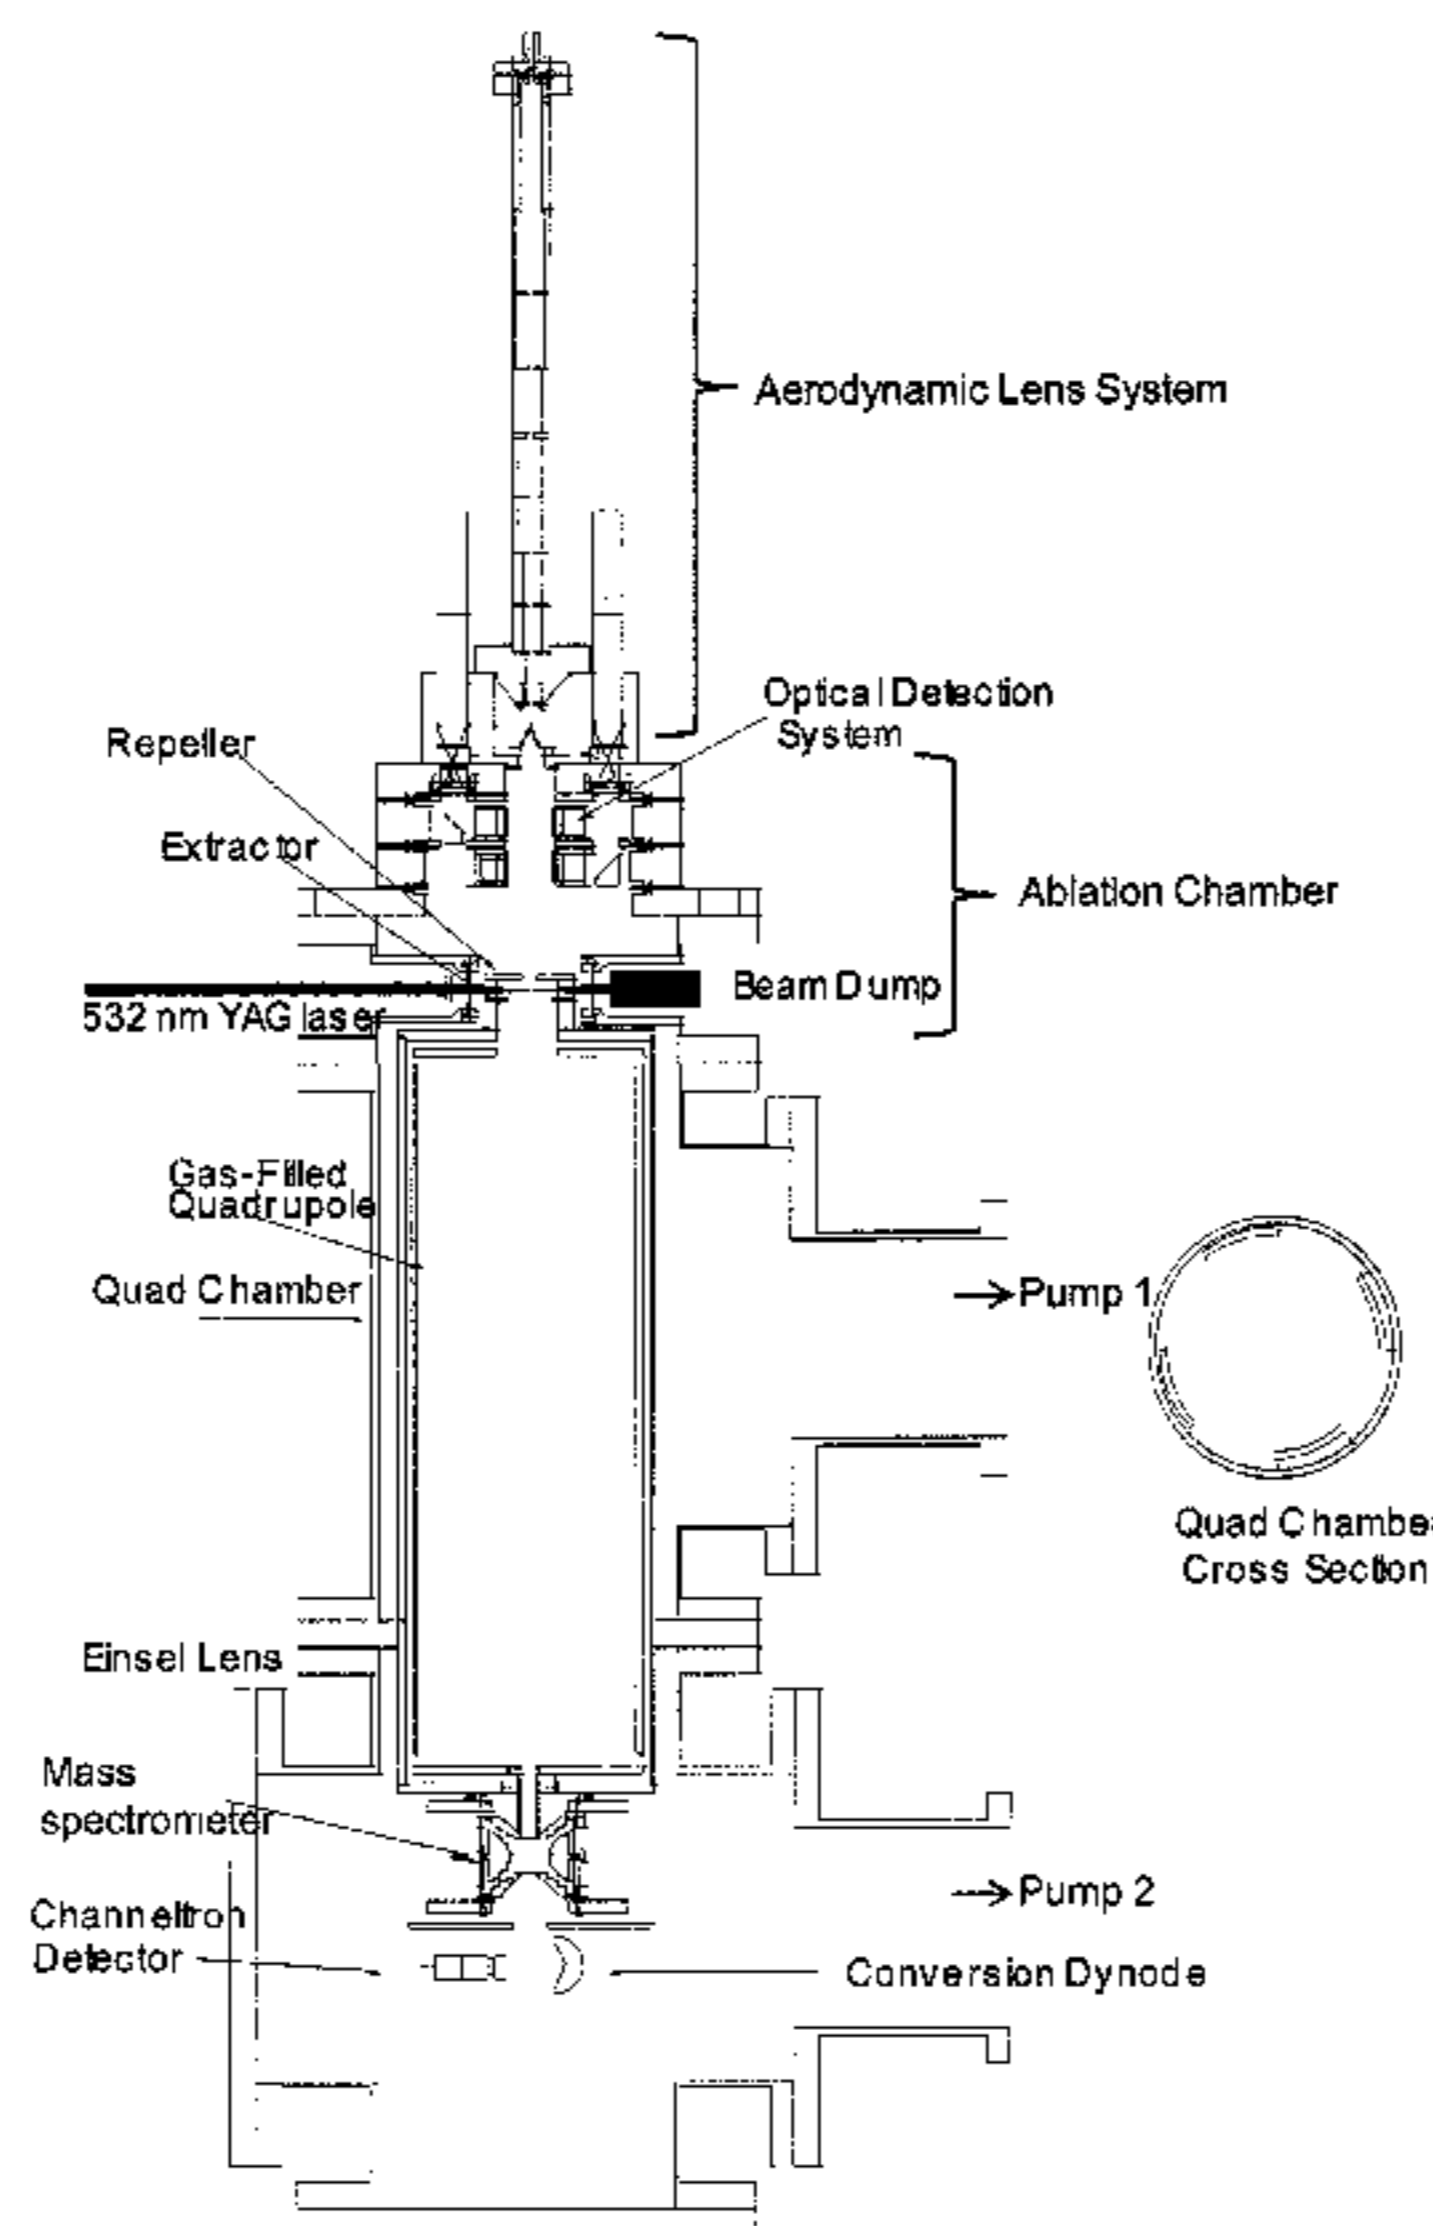 Aerodynamic Lens System
Optical Detection
System
Repeller
Extractor
Ablation Chamber
Beam Dump
532 nm YAG laser
Gas-Filled
Quadrupole
Quad Chamber
Pump 1
Quad Chambe
Cross Section
Einsel Lens
Mass
spectrometer
Pump 2
Channeltron
Detector
Conversion Dynode